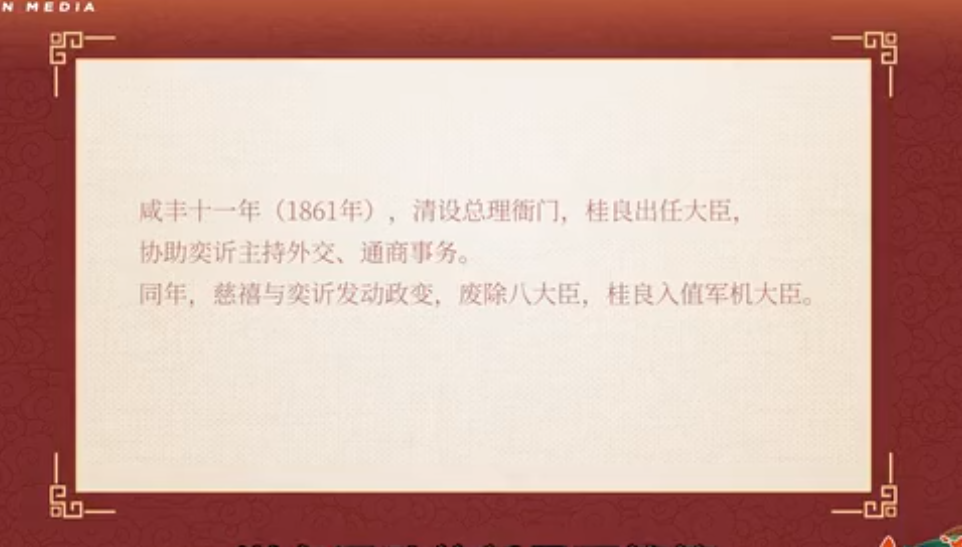 N MEDIA
咸丰十一年（1861年），清设总理衙门，桂良出任大臣，
协助奕䜣主持外交、通商事务。
同年，慈禧与奕䜣发动政变，废除八大臣，桂良入值军机大臣。